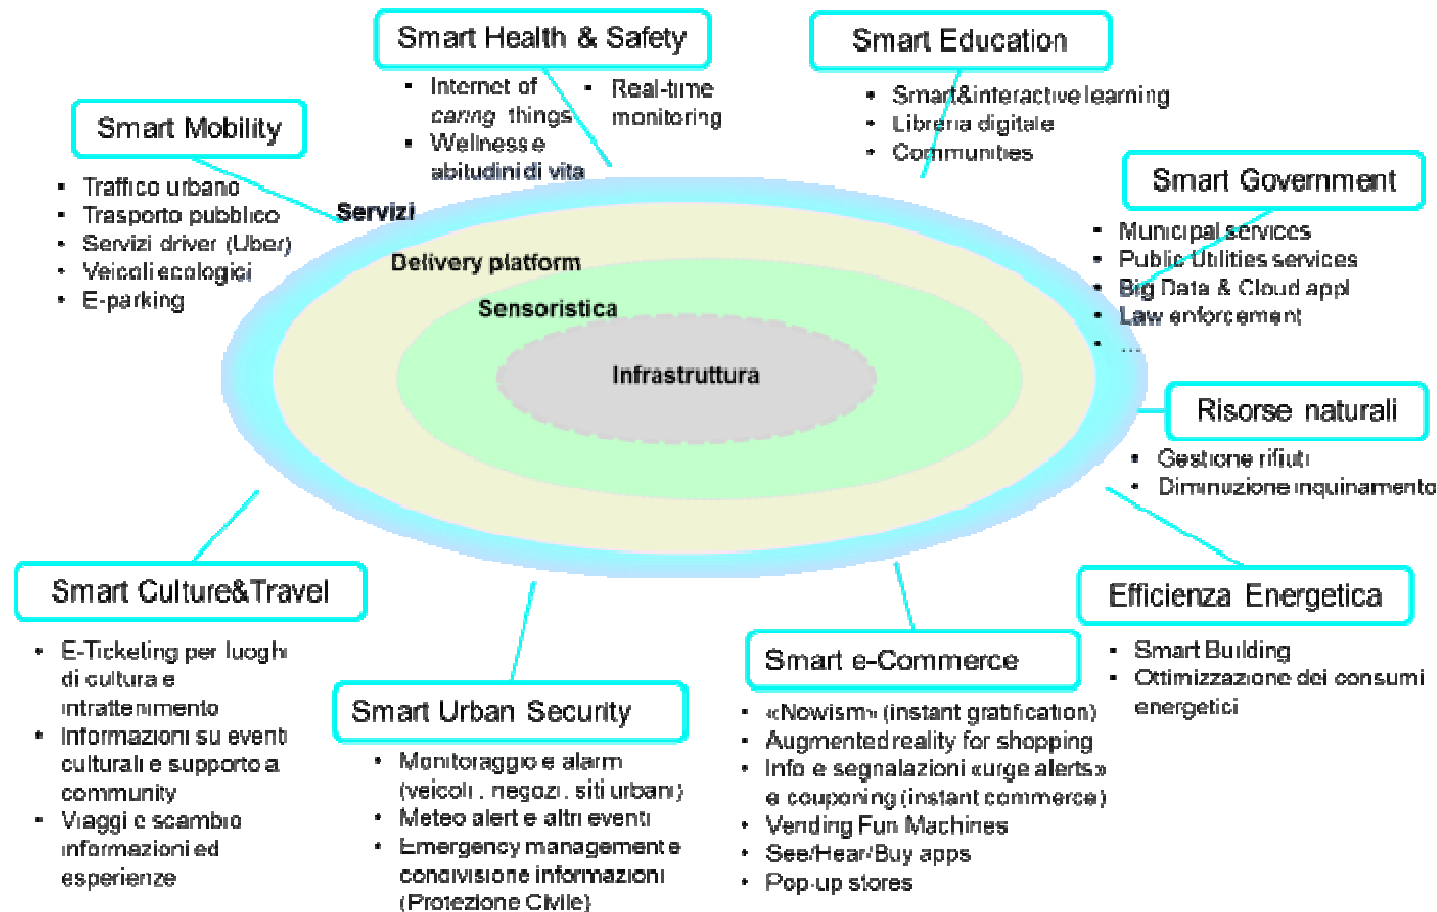 Smart Health & Safety
• Internet of
caring things
• Wellness e
abitudini di vita
• Real-time
monitoring
Smart Education
• Smart&interactive learning
• Libreria digitale
• Communities
Smart Mobility
• Traffico urbano
• Trasporto pubblico
• Servizi driver (Uber)
• Veicoli ecologici
• E-parking
Smart Government
• Municipal services
• Public Utilities services
• Big Data & Cloud appl
• Law enforcement
• ...
Servizi
Delivery platform
Sensoristica
Infrastruttura
Risorse naturali
• Gestione rifiuti
• Diminuzione inquinamento
Smart Culture&Travel
• E-Ticketing per luoghi
di cultura e
intrattenimento
• Informazioni su eventi
culturali e supporto a
community
• Viaggi e scambio
informazioni ed
esperienze
Smart Urban Security
• Monitoraggio e alarm
(veicoli, negozi, siti urbani)
• Meteo alert e altri eventi
• Emergency management e
condivisione informazioni
(Protezione Civile)
Smart e-Commerce
• «Nowism» (instant gratification)
• Augmented reality for shopping
• Info e segnalazioni «urge alerts»
e couponing (instant commerce)
• Vending Fun Machines
• See/Hear/Buy apps
• Pop-up stores
Efficienza Energetica
• Smart Building
• Ottimizzazione dei consumi
energetici